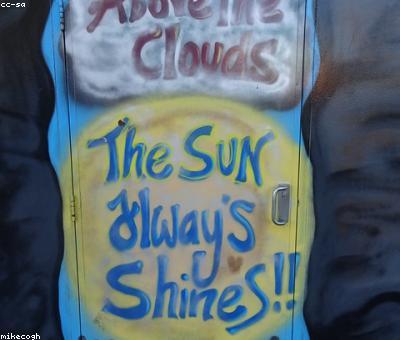 cc-sa
Above The
Clouds
The SUN
Alway's
Shines!!
mikecogh